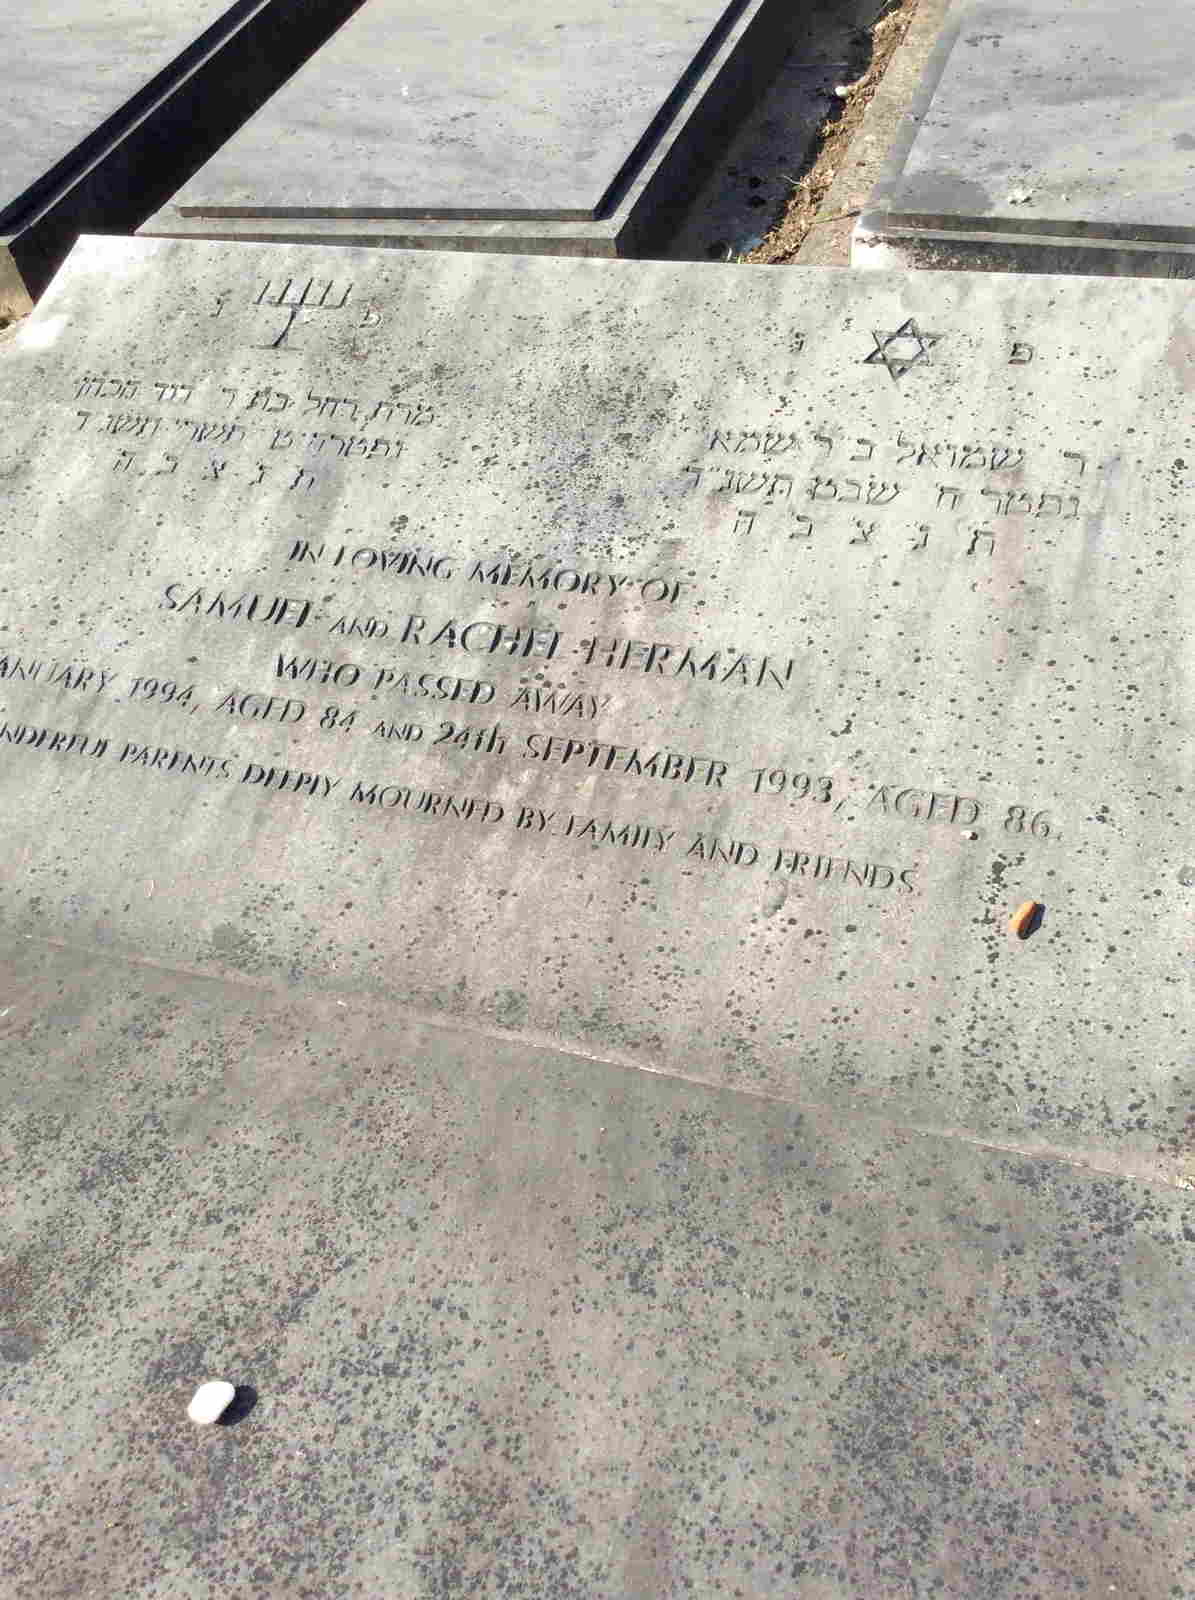 פ נ
ר' שמואל ב"ר שמא
נפטר ה' שבט תשנ"ד
ת נ צ ב ה
פ נ
מרת רחל בת ר' דוד הכהן
ונפטרה ט' תשרי תשנ"ד
ת נ צ ב ה
IN LOVING MEMORY OF
SAMUEL AND RACHEL HERMAN
WHO PASSED AWAY
ANUARY 1994, AGED 84 AND 24th SEPTEMBER 1993, AGED 86.
NDERFUL PARENTS DEEPLY MOURNED BY FAMILY AND FRIENDS.